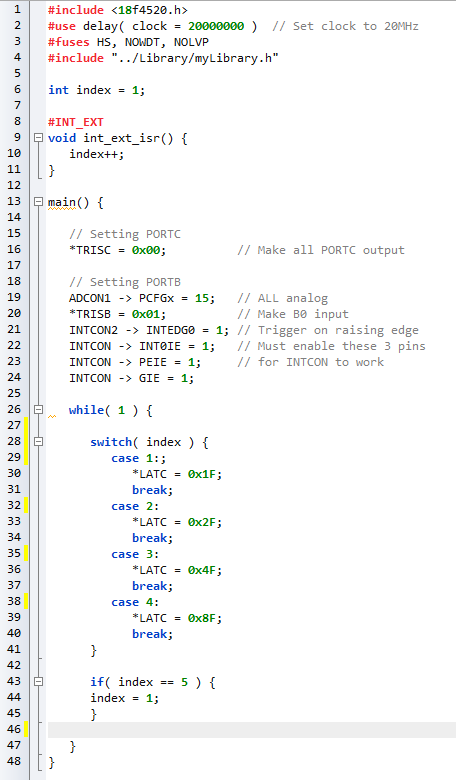 1 #include <18f4520.h>
2 #use delay( clock = 20000000 )  // Set clock to 20MHz
3 #fuses HS, NOWDT, NOLVP
4 #include "../Library/myLibrary.h"
5
6 int index = 1;
7
8 #INT_EXT
9 void int_ext_isr() {
10    index++;
11 }
12
13 main() {
14
15    // Setting PORTC
16    *TRISC = 0x00;          // Make all PORTC output
17
18    // Setting PORTB
19    ADCON1 -> PCFGx = 15;   // ALL analog
20    *TRISB = 0x01;          // Make B0 input
21    INTCON2 -> INTEDG0 = 1; // Trigger on raising edge
22    INTCON -> INT0IE = 1;   // Must enable these 3 pins
23    INTCON -> PEIE = 1;     // for INTCON to work
24    INTCON -> GIE = 1;
25
26    while( 1 ) {
27
28       switch( index ) {
29          case 1:;
30             *LATC = 0x1F;
31             break;
32          case 2:
33             *LATC = 0x2F;
34             break;
35          case 3:
36             *LATC = 0x4F;
37             break;
38          case 4:
39             *LATC = 0x8F;
40             break;
41       }
42
43       if( index == 5 ) {
44       index = 1;
45       }
46
47    }
48 }